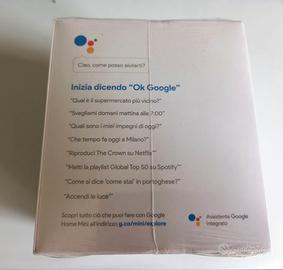 Ciao, come posso aiutarti?
Inizia dicendo "Ok Google"
"Qual è il supermercato più vicino?"
"Svegliami domani mattina alle 7:00"
"Quali sono i miei impegni di oggi?"
"Che tempo fa oggi a Milano?"
"Riproduci The Crown su Netflix"
"Metti la playlist Global Top 50 su Spotify"
"Come si dice 'come stai' in portoghese?"
"Accendi le luce"
Scopri tutto ciò che puoi fare con Google
Home Mini all'indirizzo g.co/mini/explore
Assistente Google
integrato